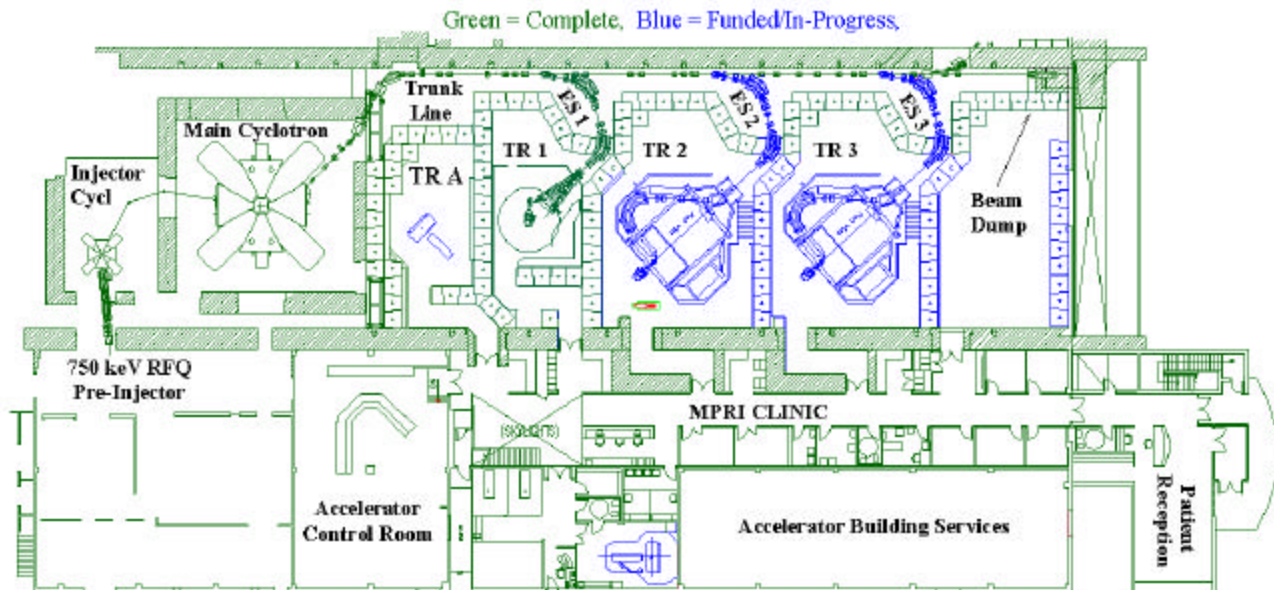 Green = Complete, Blue = Funded/In-Progress,
Trunk
Line
ES 1
ES 2
ES 3
Main Cyclotron
Injector
Cycl
TR A
TR 1
TR 2
TR 3
Beam
Dump
750 keV RFQ
Pre-Injector
MPRI CLINIC
(SKYLIGHTS)
Accelerator
Control Room
Accelerator Building Services
Patient
Reception